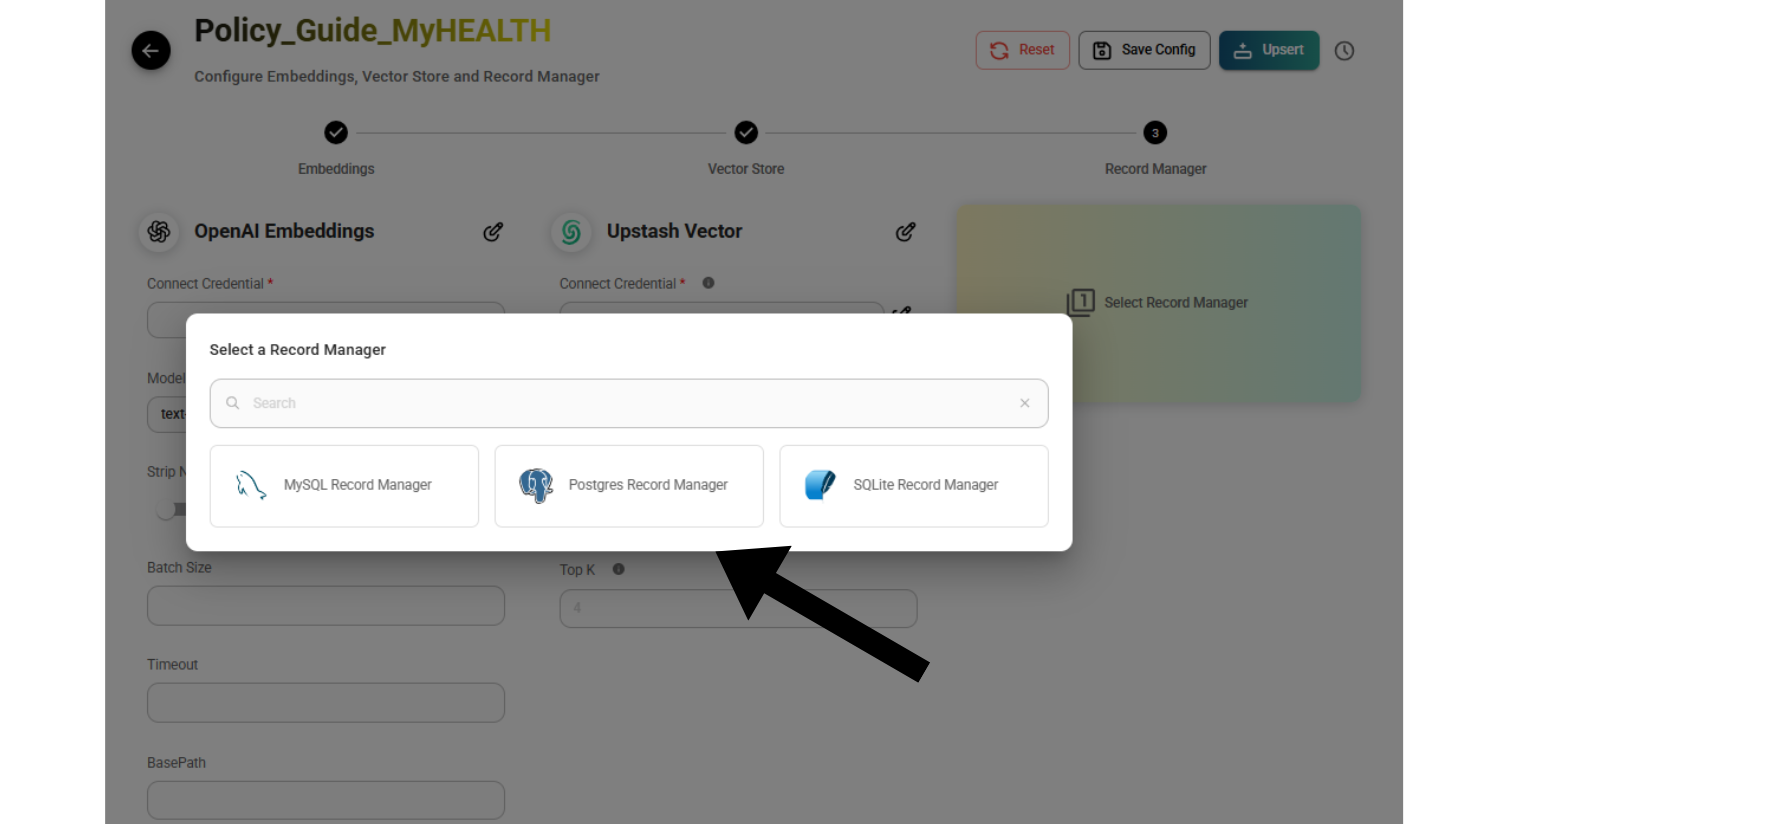 Policy_Guide_MyHEALTH
Configure Embeddings, Vector Store and Record Manager
Reset
Save Config
Upsert
Embeddings
Vector Store
3
Record Manager
OpenAI Embeddings
Upstash Vector
Connect Credential *
Connect Credential *
1
Select Record Manager
Select a Record Manager
Model
Search
text-
Strip N
MySQL Record Manager
Postgres Record Manager
SQLite Record Manager
Batch Size
Top K
4
Timeout
BasePath